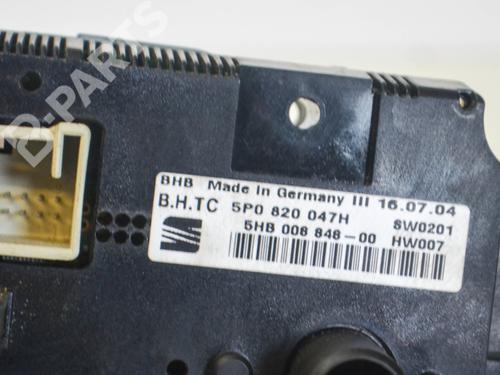 B-PARTS
BHB Made In Germany III 16.07.04
B.H.TC 5P0 820 047H SW0201
5HB 008 848-00 HW007